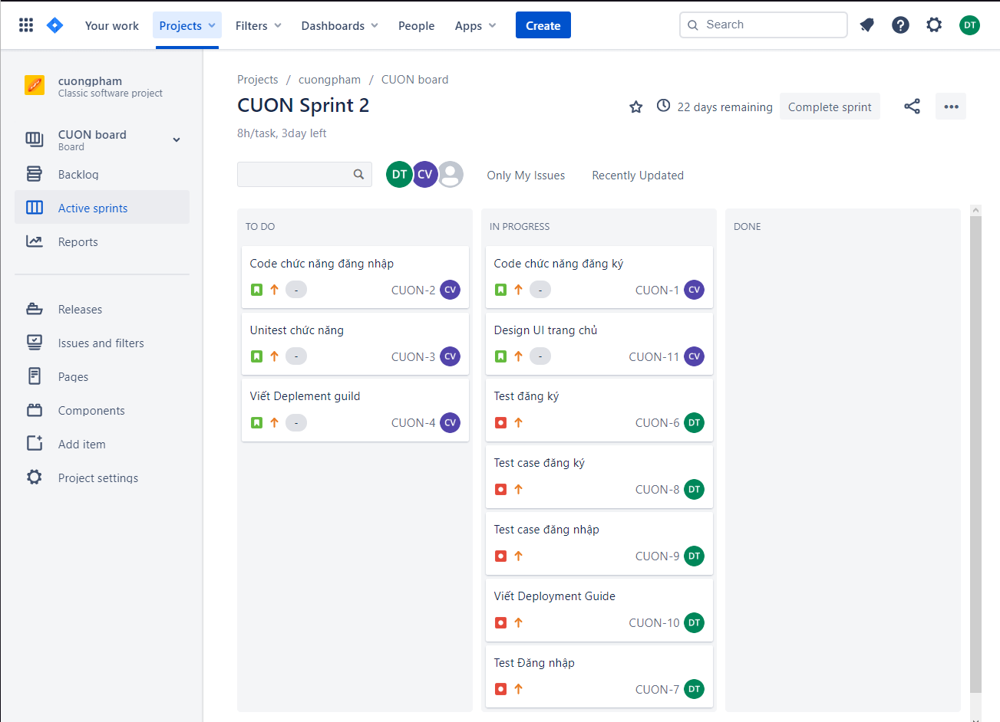 Your work Projects Filters Dashboards People Apps Create Search DT
cuongpham
Classic software project
CUON board
Board
Backlog
Active sprints
Reports
Releases
Issues and filters
Pages
Components
Add item
Project settings
Projects / cuongpham / CUON board
CUON Sprint 2
22 days remaining Complete sprint
8h/task, 3day left
DT CV Only My Issues Recently Updated
TO DO
Code chức năng đăng nhập
- CUON-2 CV
Unitest chức năng
- CUON-3 CV
Viết Deplement guild
- CUON-4 CV
IN PROGRESS
Code chức năng đăng ký
- CUON-1 CV
Design UI trang chủ
- CUON-11 CV
Test đăng ký
CUON-6 DT
Test case đăng ký
CUON-8 DT
Test case đăng nhập
CUON-9 DT
Viết Deployment Guide
CUON-10 DT
Test Đăng nhập
CUON-7 DT
DONE